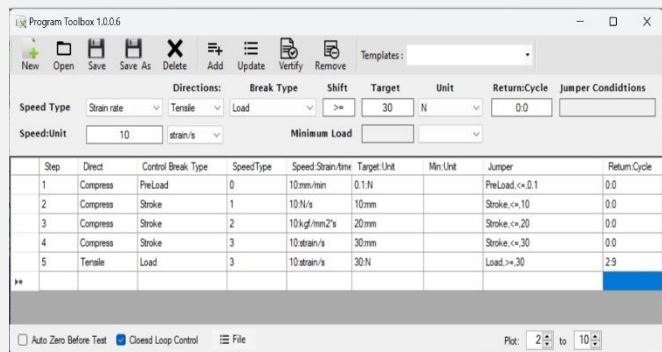 Program Toolbox 1.0.0.6
New Open Save Save As Delete Add Update Vertify Remove Templates :
Directions: Break Type Shift Target Unit Return:Cycle Jumper Condidtions
Speed Type Strain rate Tensile Load >= 30 N 0:0
Speed:Unit 10 strain/s Minimum Load
Step Direct Control Break Type SpeedType Speed:Strain/time Target:Unit Min:Unit Jumper Return:Cycle
1 Compress PreLoad 0 10:mm/min 0.1:N PreLoad,<=,0.1 0:0
2 Compress Stroke 1 10:N/s 10:mm Stroke,<=,10 0:0
3 Compress Stroke 2 10:kgf/mm2*s 20:mm Stroke,<=,20 0:0
4 Compress Stroke 3 10:strain/s 30:mm Stroke,<=,30 0:0
5 Tensile Load 3 10:strain/s 30:N Load,>=,30 2:9
Auto Zero Before Test Cloesd Loop Control File Plot: 2 to 10